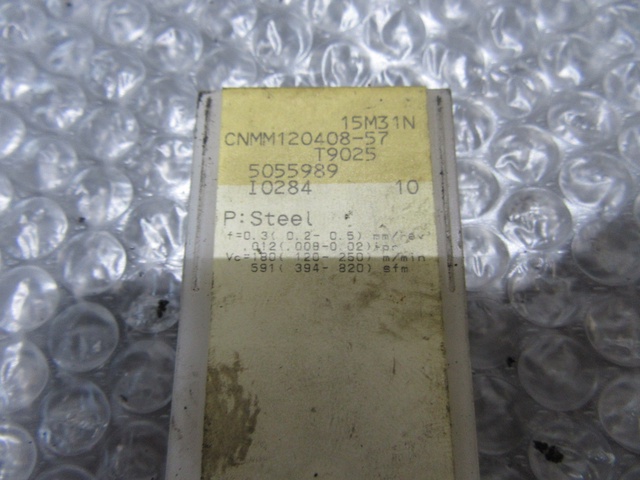 15M31N
CNMM120408-57
T9025
5055989
I0284 10
P:Steel
f=0.3( 0.2- 0.5) mm/rev
.012(.008-0.02)ipr
Vc=180( 120- 250) m/min
591( 394- 820) sfm